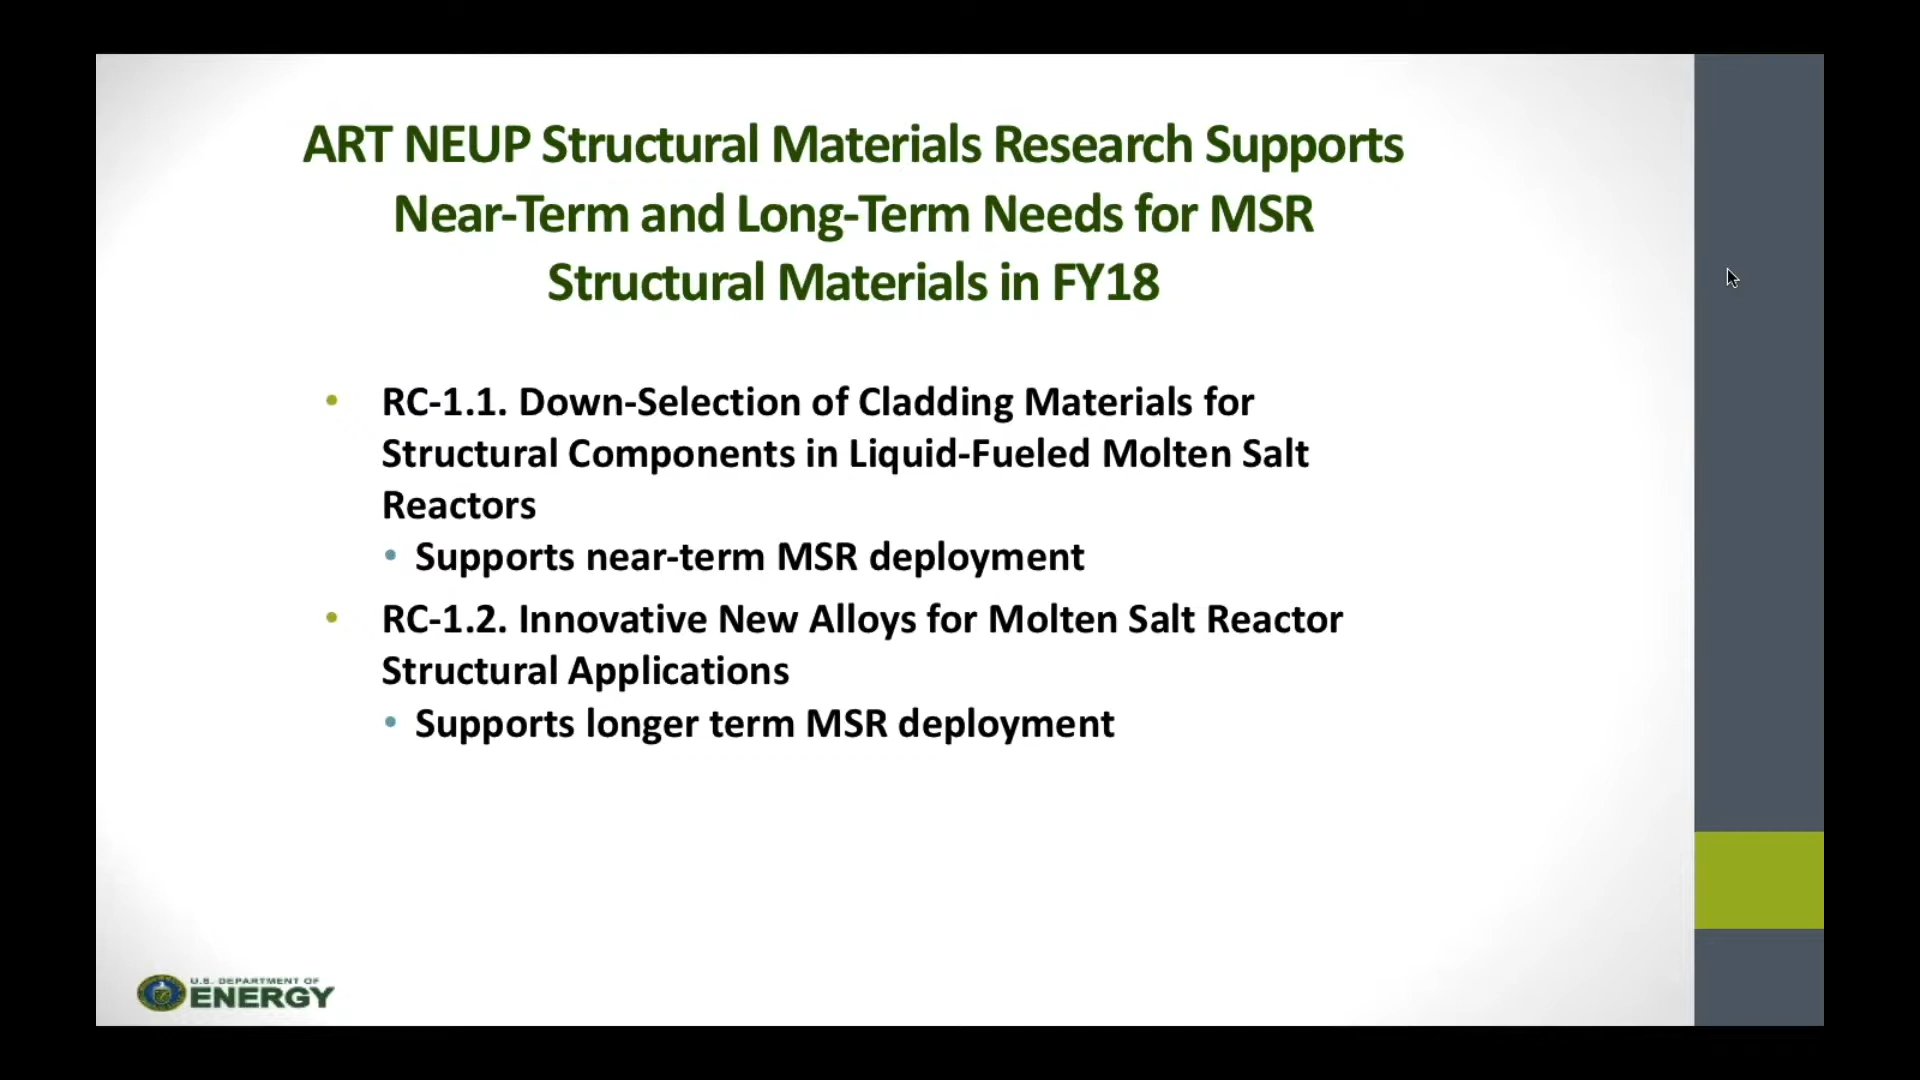 ART NEUP Structural Materials Research Supports
Near-Term and Long-Term Needs for MSR
Structural Materials in FY18
• RC-1.1. Down-Selection of Cladding Materials for
Structural Components in Liquid-Fueled Molten Salt
Reactors
• Supports near-term MSR deployment
• RC-1.2. Innovative New Alloys for Molten Salt Reactor
Structural Applications
• Supports longer term MSR deployment
U.S. DEPARTMENT OF
ENERGY